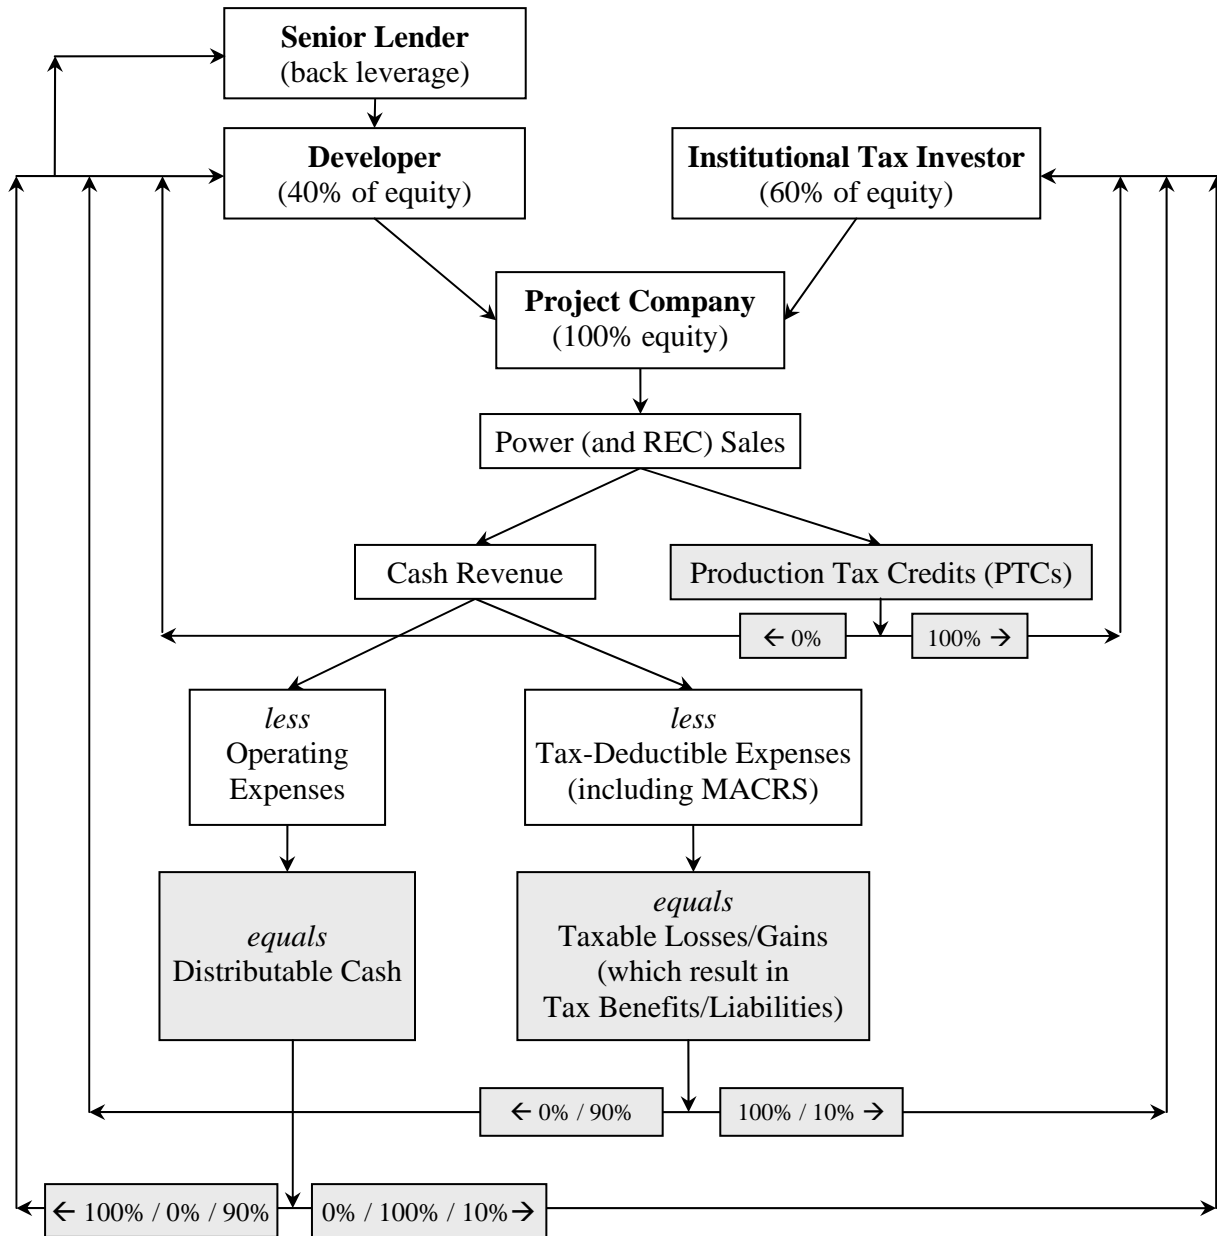 Senior Lender
(back leverage)
Developer
(40% of equity)
Institutional Tax Investor
(60% of equity)
Project Company
(100% equity)
Power (and REC) Sales
Cash Revenue
Production Tax Credits (PTCs)
← 0%
100% →
less
Operating
Expenses
less
Tax-Deductible Expenses
(including MACRS)
equals
Distributable Cash
equals
Taxable Losses/Gains
(which result in
Tax Benefits/Liabilities)
← 0% / 90%
100% / 10% →
← 100% / 0% / 90%
0% / 100% / 10%→